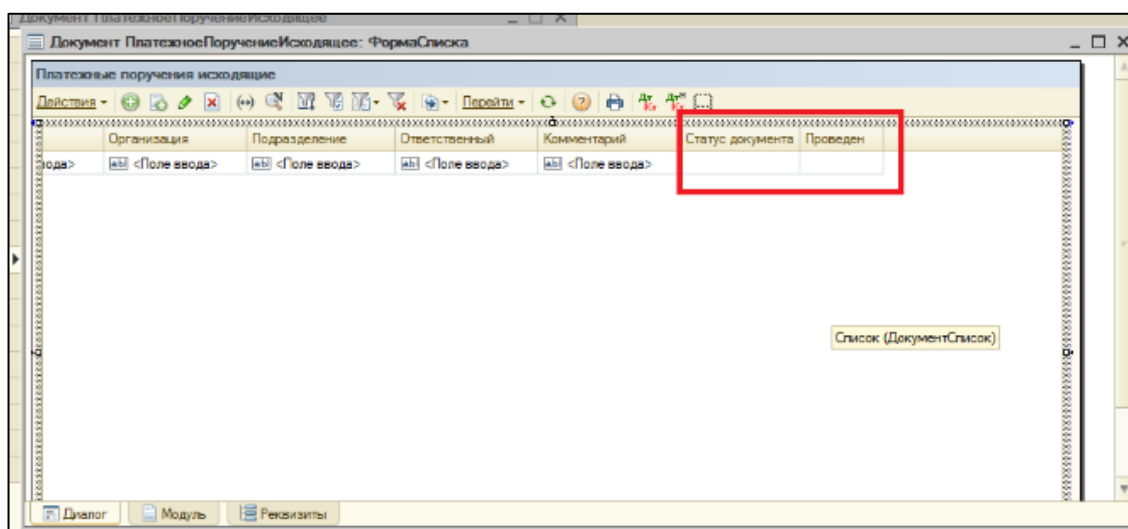 Документ ПлатежноеПоручениеИсходящее
Документ ПлатежноеПоручениеИсходящее: ФормаСписка
Платежные поручения исходящие
Действия Перейти
Организация Подразделение Ответственный Комментарий Статус документа Проведен
вода> <Поле ввода> <Поле ввода> <Поле ввода> <Поле ввода>
Список (ДокументСписок)
Диалог Модуль Реквизиты